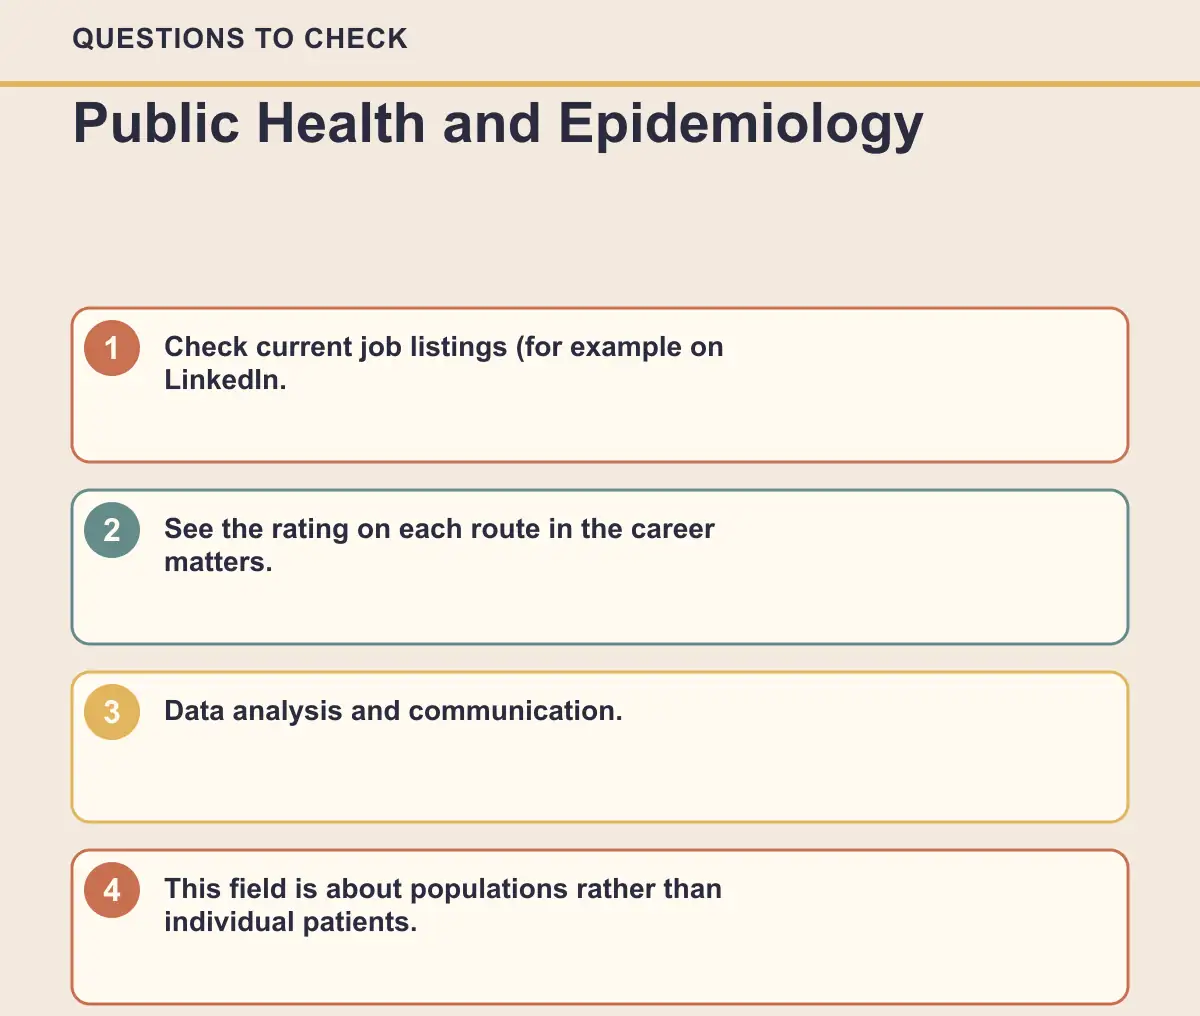 QUESTIONS TO CHECK
Public Health and Epidemiology
1
Check current job listings (for example on
LinkedIn.
2
See the rating on each route in the career
matters.
3
Data analysis and communication.
4
This field is about populations rather than
individual patients.